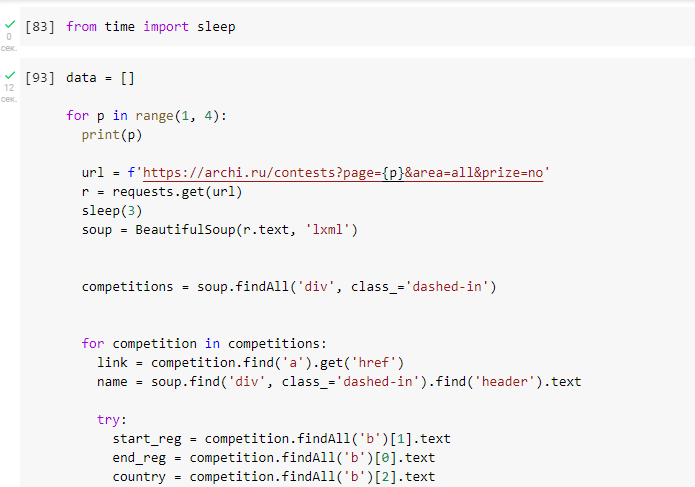 [83] from time import sleep
0
сек.
[93] data = []
12
сек.
for p in range(1, 4):
print(p)
url = f'https://archi.ru/contests?page={p}&area=all&prize=no'
r = requests.get(url)
sleep(3)
soup = BeautifulSoup(r.text, 'lxml')
competitions = soup.findAll('div', class_='dashed-in')
for competition in competitions:
link = competition.find('a').get('href')
name = soup.find('div', class_='dashed-in').find('header').text
try:
start_reg = competition.findAll('b')[1].text
end_reg = competition.findAll('b')[0].text
country = competition.findAll('b')[2].text